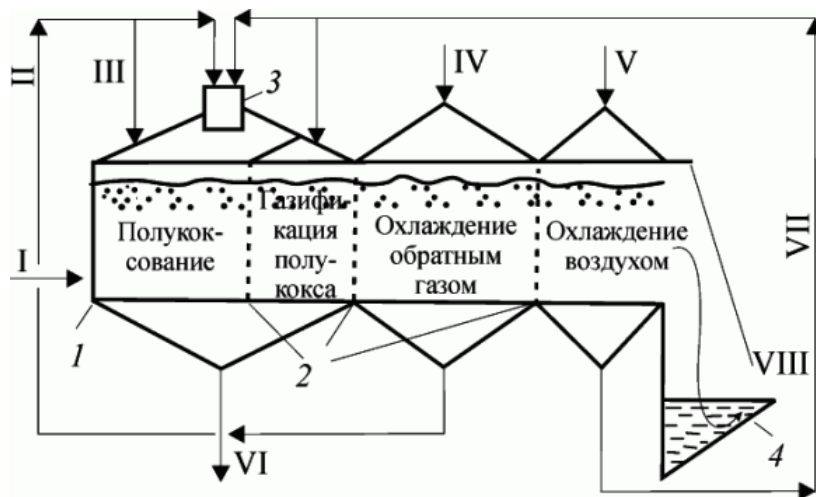 II
III
3
IV
V
Полукок-
сование
Газифи-
кация
полу-
кокса
Охлаждение
обратным
газом
Охлаждение
воздухом
I
VII
1
2
VIII
VI
4